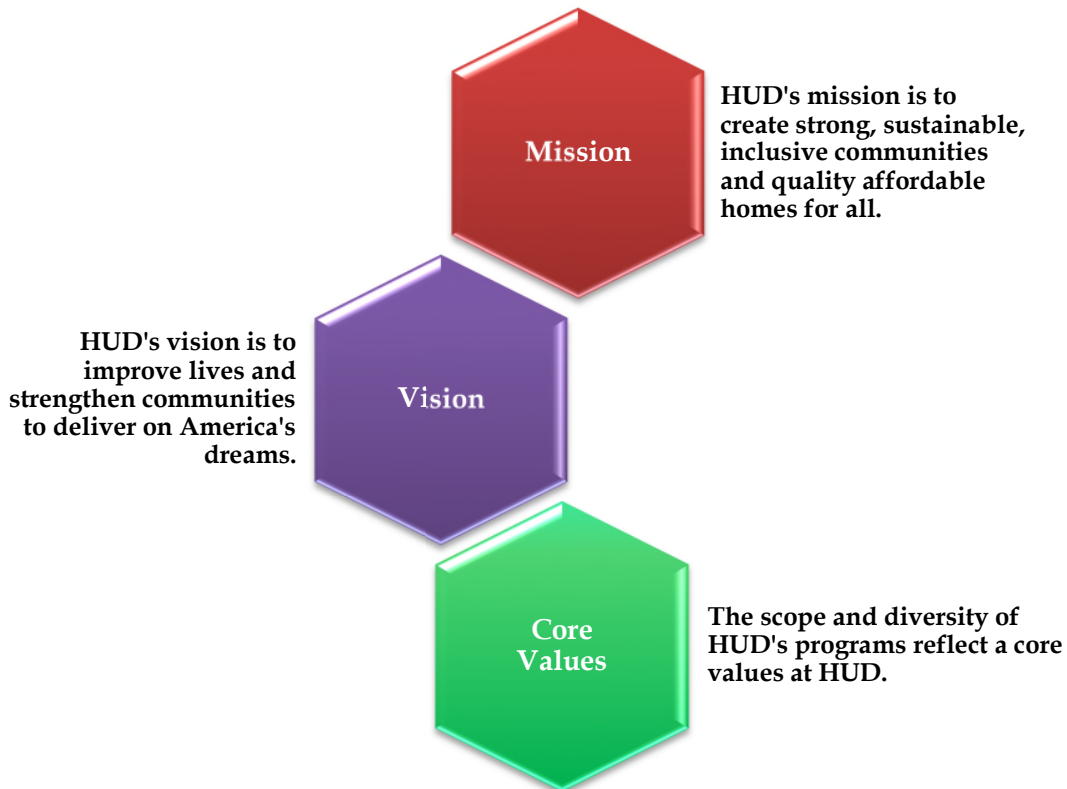 Mission
HUD's mission is to
create strong, sustainable,
inclusive communities
and quality affordable
homes for all.
HUD's vision is to
improve lives and
strengthen communities
to deliver on America's
dreams.
Vision
Core
Values
The scope and diversity of
HUD's programs reflect a core
values at HUD.